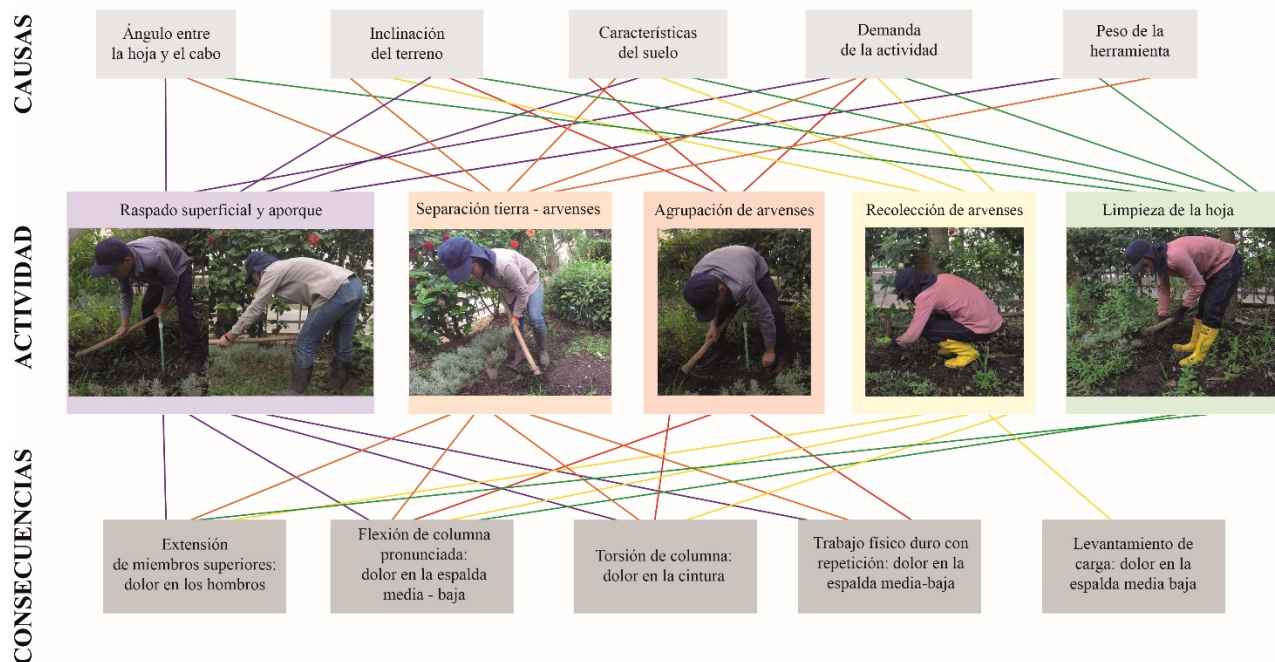 CAUSAS
Ángulo entre
la hoja y el cabo
Inclinación
del terreno
Características
del suelo
Demanda
de la actividad
Peso de la
herramienta
ACTIVIDAD
Raspado superficial y aporque
Separación tierra - arvenses
Agrupación de arvenses
Recolección de arvenses
Limpieza de la hoja
CONSECUENCIAS
Extensión
de miembros superiores:
dolor en los hombros
Flexión de columna
pronunciada:
dolor en la espalda
media - baja
Torsión de columna:
dolor en la cintura
Trabajo físico duro con
repetición: dolor en la
espalda media-baja
Levantamiento de
carga: dolor en la
espalda media baja